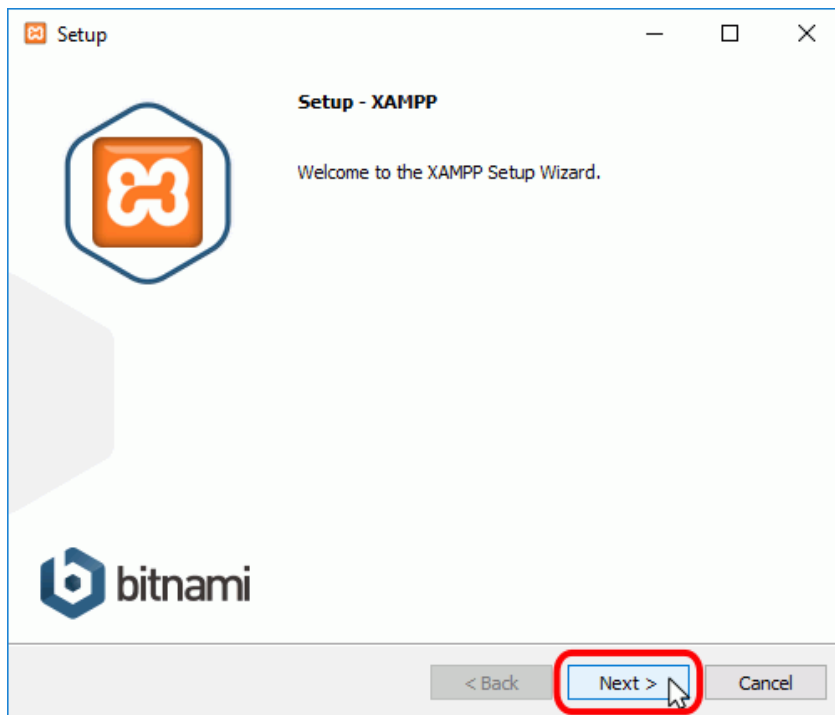 Setup
Setup - XAMPP
Welcome to the XAMPP Setup Wizard.
bitnami
< Back
Next >
Cancel